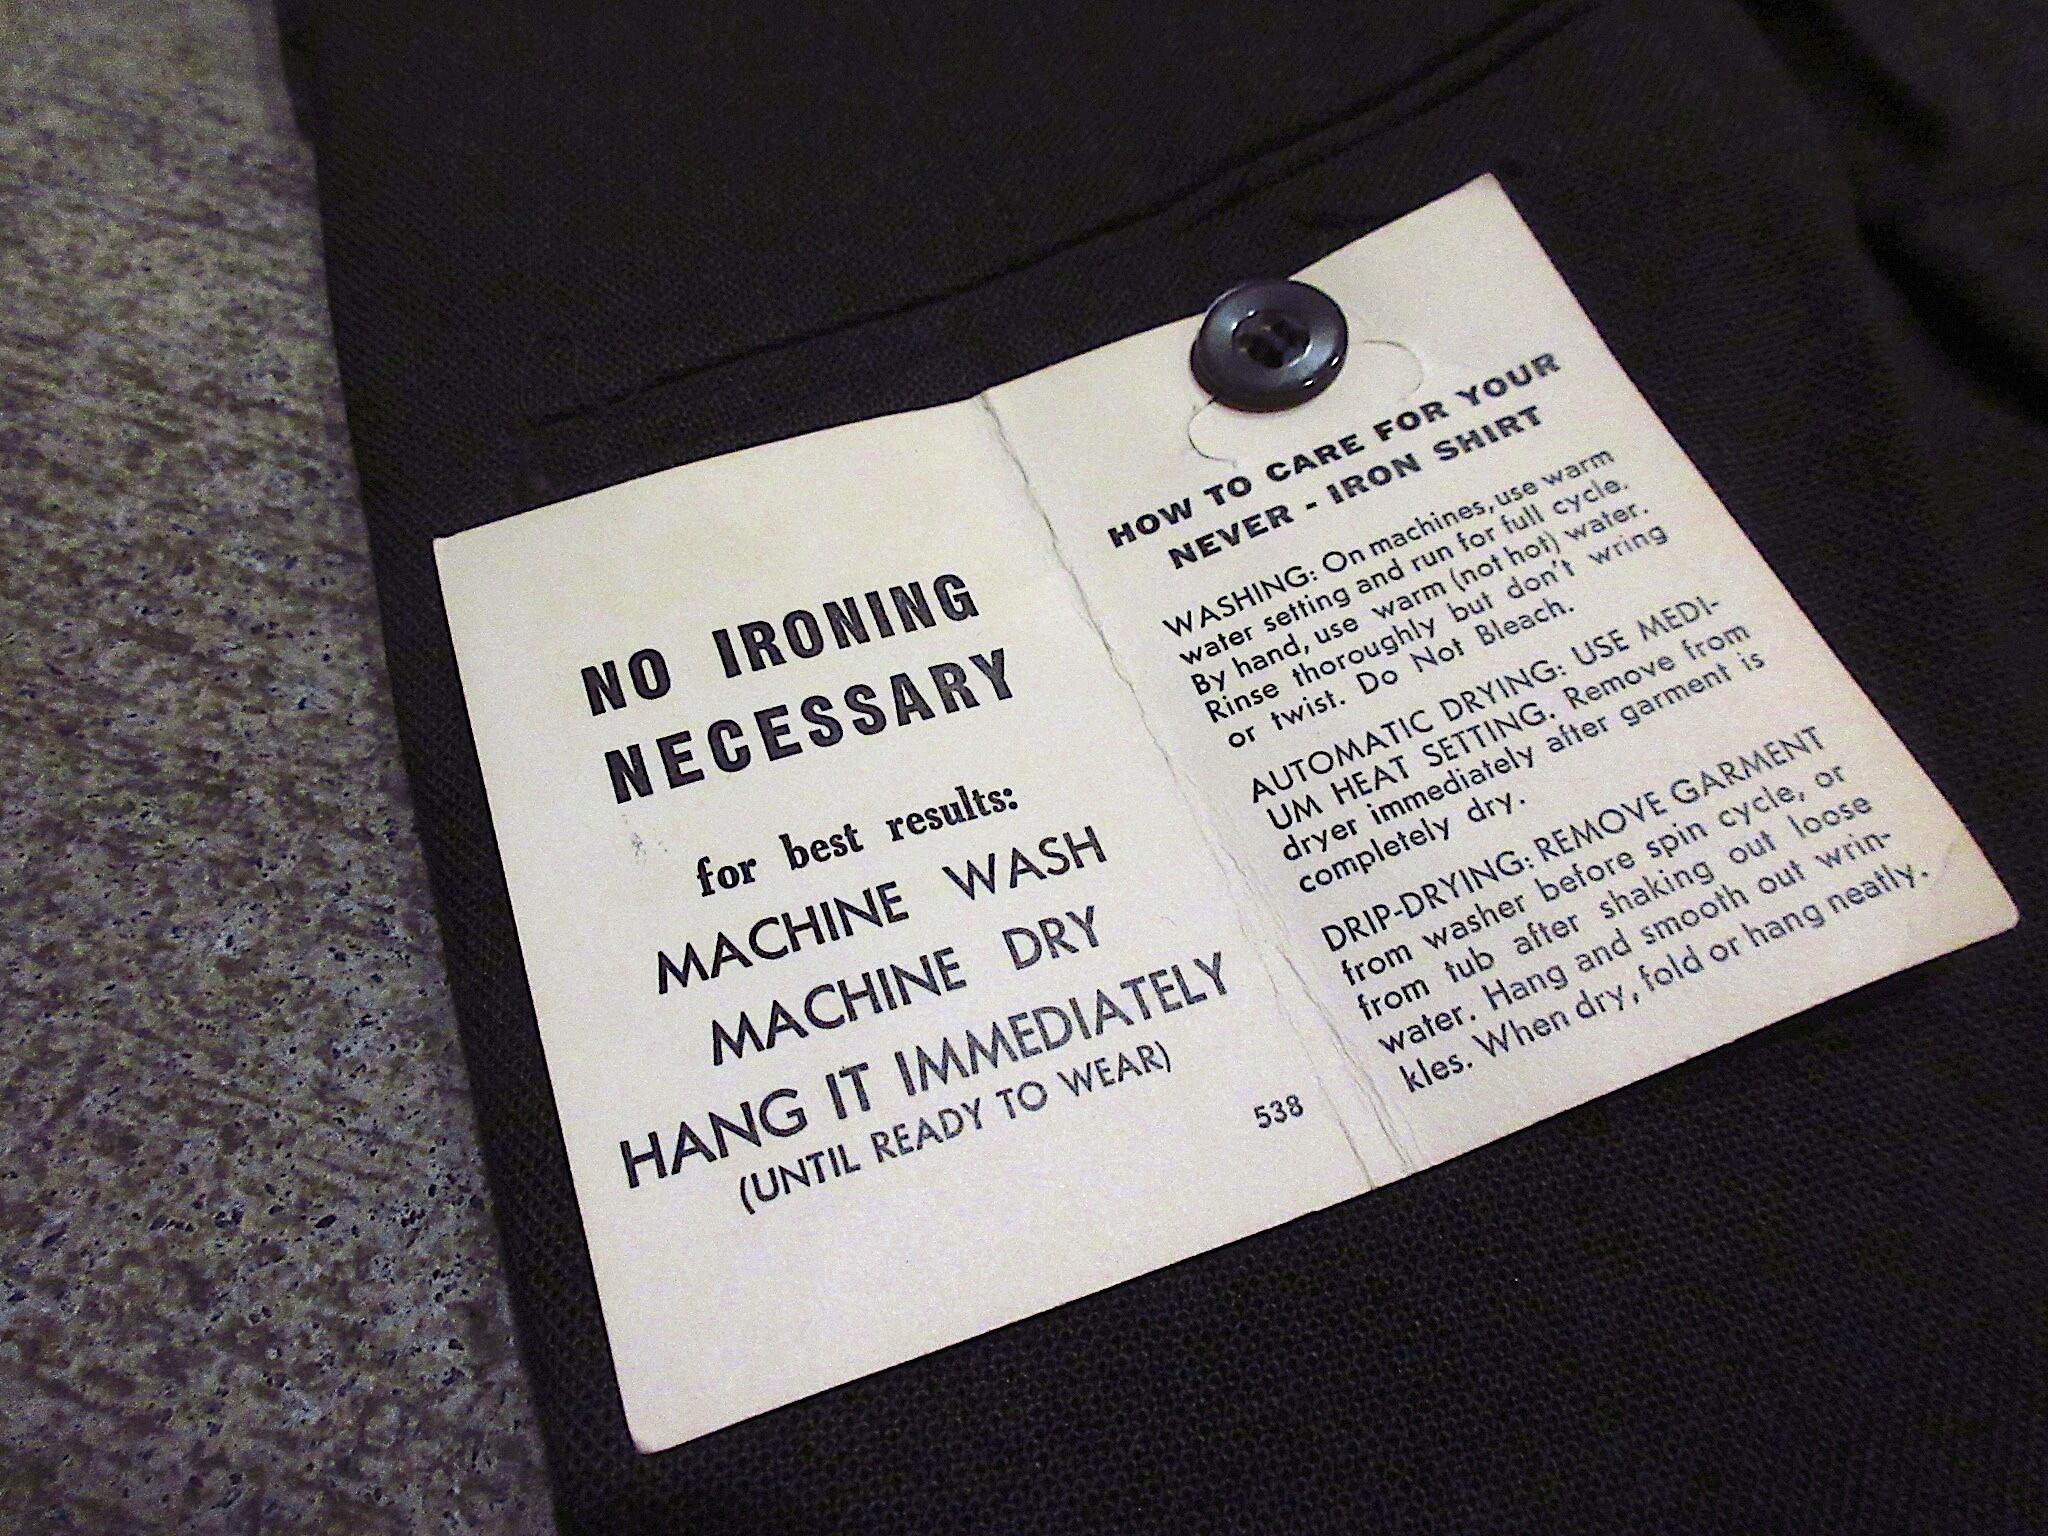 NO IRONING
NECESSARY
for best results:
MACHINE WASH
MACHINE DRY
HANG IT IMMEDIATELY
(UNTIL READY TO WEAR)
538
HOW TO CARE FOR YOUR
NEVER - IRON SHIRT
WASHING: On machines, use warm
water setting and run for full cycle.
By hand, use warm (not hot) water.
Rinse thoroughly but don't wring
or twist. Do Not Bleach.
AUTOMATIC DRYING: USE MEDI-
UM HEAT SETTING. Remove from
dryer immediately after garment is
completely dry.
DRIP-DRYING: REMOVE GARMENT
from washer before spin cycle, or
from tub after shaking out loose
water. Hang and smooth out wrin-
kles. When dry, fold or hang neatly.